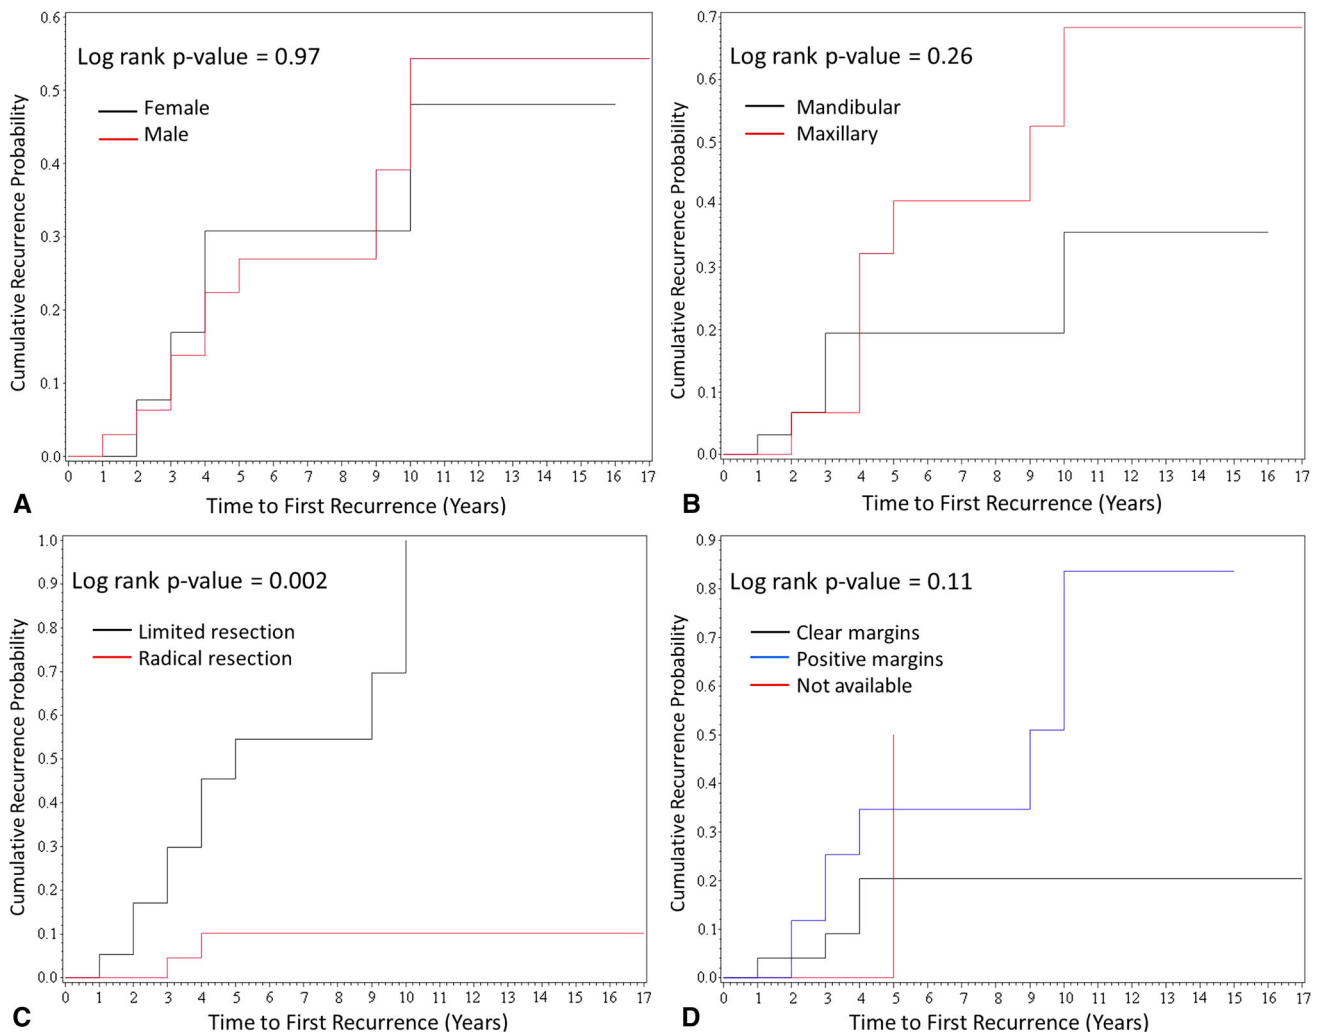 Log rank p-value = 0.97
Female
Male
Cumulative Recurrence Probability
0.6
0.5
0.4
0.3
0.2
0.1
0.0
0 1 2 3 4 5 6 7 8 9 10 11 12 13 14 15 16 17
Time to First Recurrence (Years)
A
Log rank p-value = 0.26
Mandibular
Maxillary
Cumulative Recurrence Probability
0.7
0.6
0.5
0.4
0.3
0.2
0.1
0.0
0 1 2 3 4 5 6 7 8 9 10 11 12 13 14 15 16 17
Time to First Recurrence (Years)
B
Log rank p-value = 0.002
Limited resection
Radical resection
Cumulative Recurrence Probability
1.0
0.9
0.8
0.7
0.6
0.5
0.4
0.3
0.2
0.1
0.0
0 1 2 3 4 5 6 7 8 9 10 11 12 13 14 15 16 17
Time to First Recurrence (Years)
C
Log rank p-value = 0.11
Clear margins
Positive margins
Not available
Cumulative Recurrence Probability
0.9
0.8
0.7
0.6
0.5
0.4
0.3
0.2
0.1
0.0
0 1 2 3 4 5 6 7 8 9 10 11 12 13 14 15 16 17
Time to First Recurrence (Years)
D